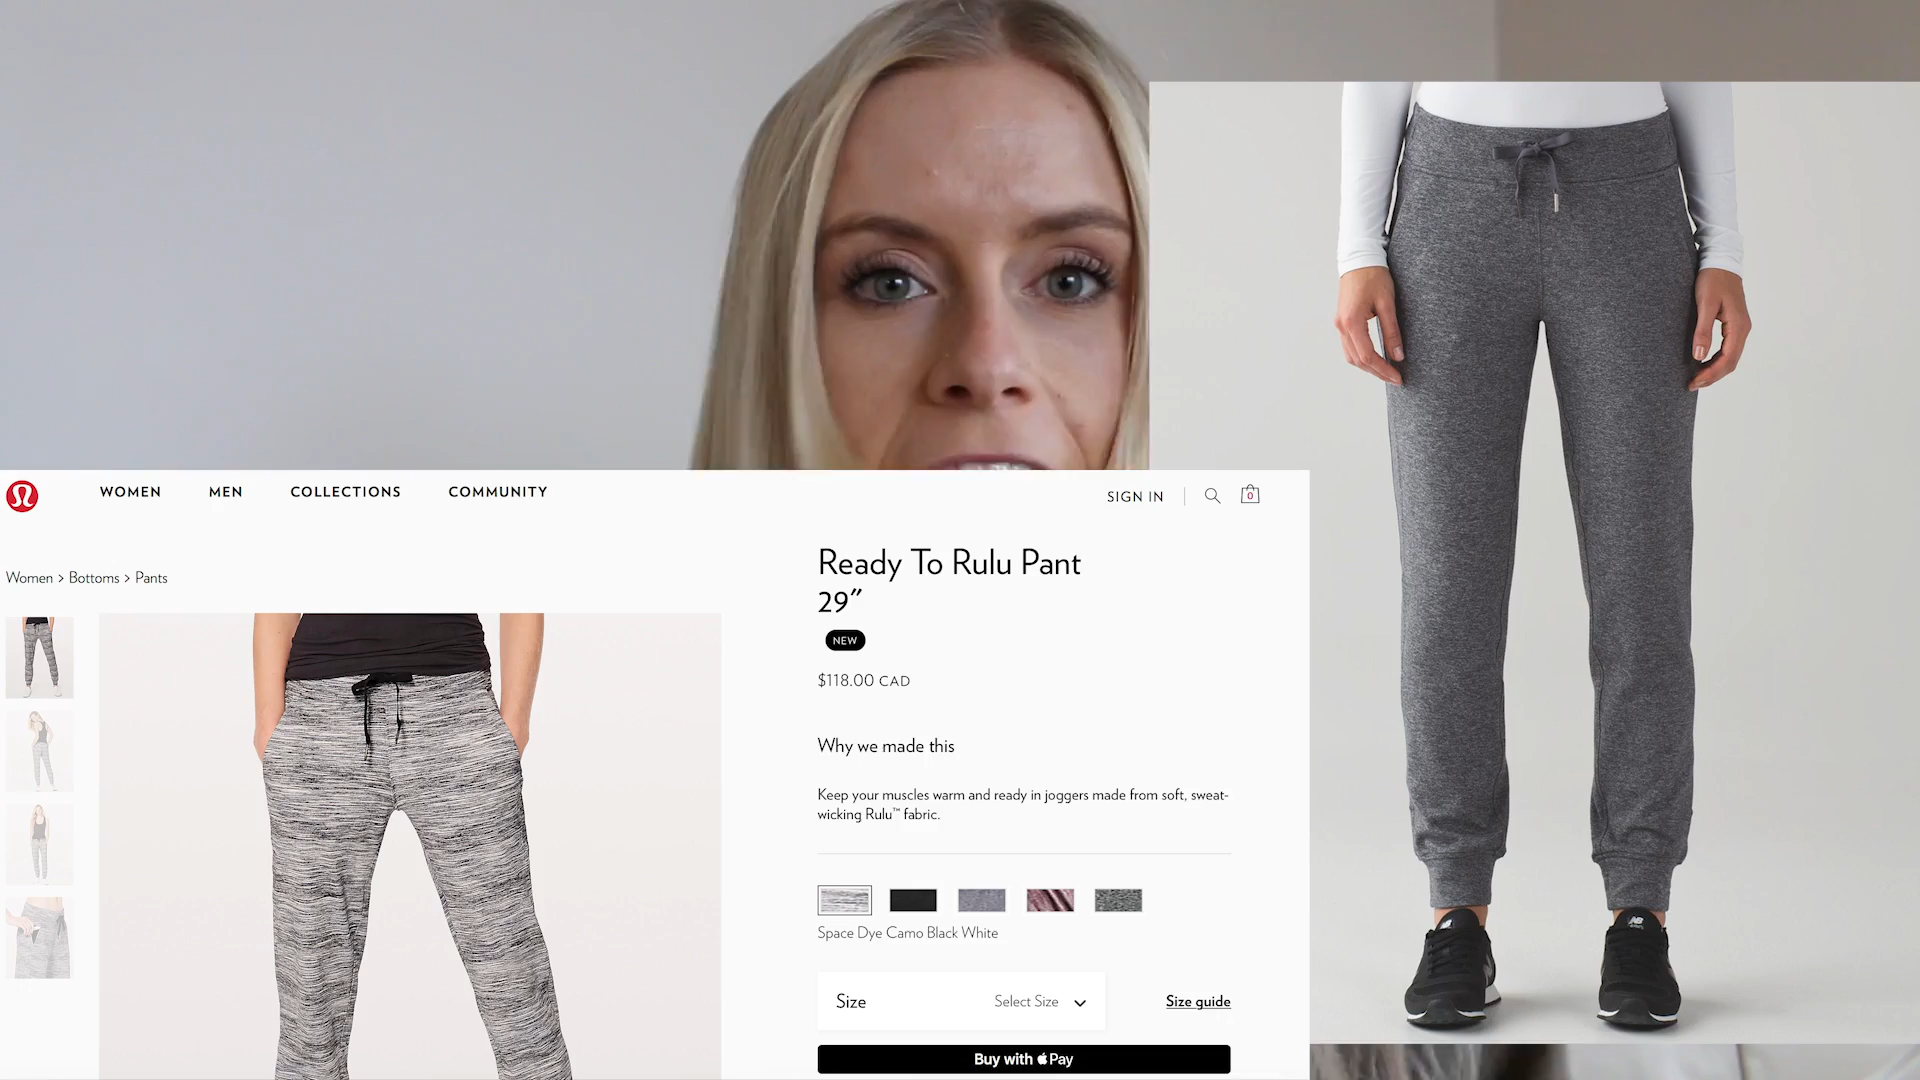 WOMEN MEN COLLECTIONS COMMUNITY
SIGN IN
0
Women > Bottoms > Pants
Ready To Rulu Pant
29"
NEW
$118.00 CAD
Why we made this
Keep your muscles warm and ready in joggers made from soft, sweat-
wicking Rulu™ fabric.
Space Dye Camo Black White
Size Select Size
Size guide
Buy with Pay
NB